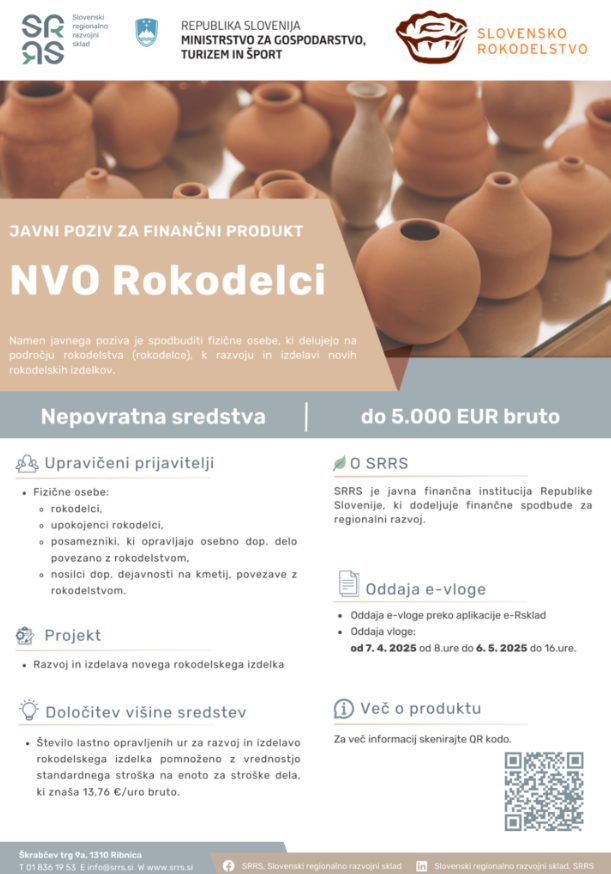 SRRS
Slovenski
regionalno
razvojni
sklad
REPUBLIKA SLOVENIJA
MINISTRSTVO ZA GOSPODARSTVO,
TURIZEM IN ŠPORT
SLOVENSKO
ROKODELSTVO
JAVNI POZIV ZA FINANČNI PRODUKT
NVO Rokodelci
Namen javnega poziva je spodbuditi fizične osebe, ki delujejo na
področju rokodelstva (rokodelce), k razvoju in izdelavi novih
rokodelskih izdelkov.
Nepovratna sredstva | do 5.000 EUR bruto
Upravičeni prijavitelji
• Fizične osebe:
◦ rokodelci,
◦ upokojenci rokodelci,
◦ posamezniki, ki opravljajo osebno dop. delo
povezano z rokodelstvom,
◦ nosilci dop. dejavnosti na kmetij, povezave z
rokodelstvom.
Projekt
• Razvoj in izdelava novega rokodelskega izdelka
Določitev višine sredstev
• Število lastno opravljenih ur za razvoj in izdelavo
rokodelskega izdelka pomnoženo z vrednostjo
standardnega stroška na enoto za stroške dela,
ki znaša 13,76 €/uro bruto.
O SRRS
SRRS je javna finančna institucija Republike
Slovenije, ki dodeljuje finančne spodbude za
regionalni razvoj.
Oddaja e-vloge
• Oddaja e-vloge preko aplikacije e-Rsklad
• Oddaja vloge:
od 7. 4. 2025 od 8.ure do 6. 5. 2025 do 16.ure.
Več o produktu
Za več informacij skenirajte QR kodo.
Škrabčev trg 9a, 1310 Ribnica
T 01 836 19 53 E info@srrs.si W www.srrs.si
SRRS, Slovenski regionalno razvojni sklad
Slovenski regionalno razvojni sklad, SRRS